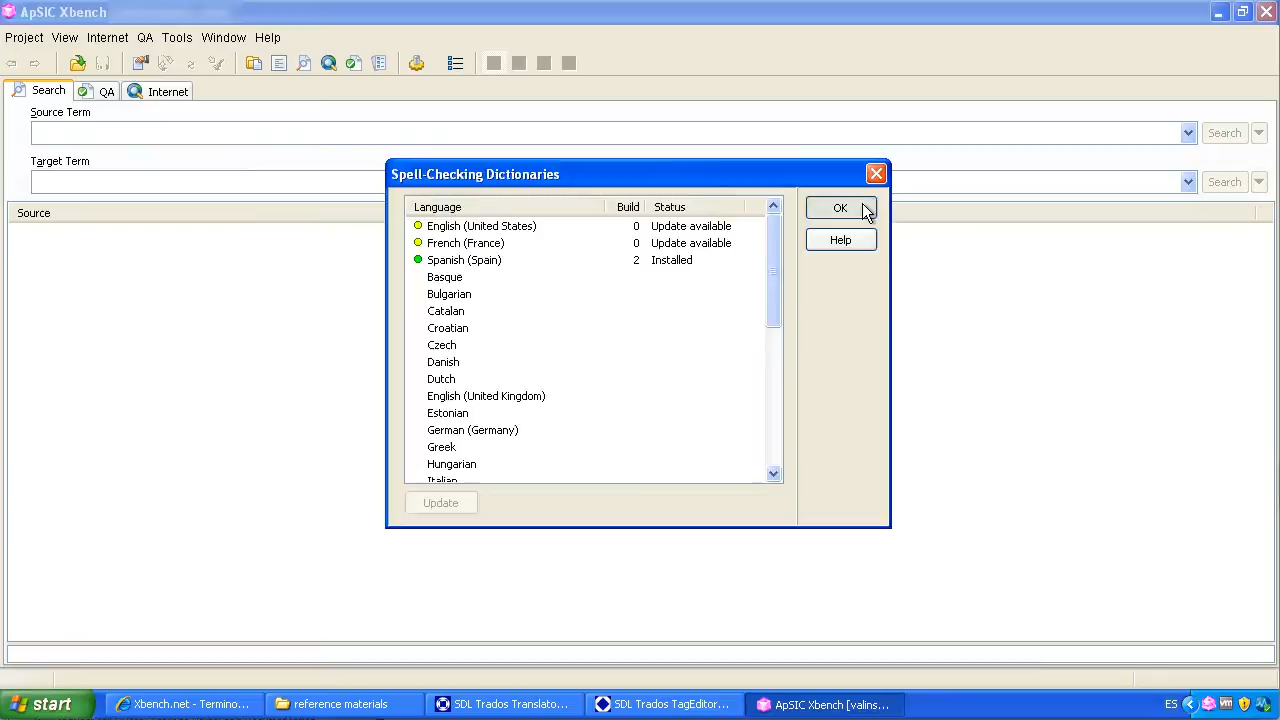 ApSIC Xbench
Project View Internet QA Tools Window Help
Search QA Internet
Source Term
Search
Target Term
Search
Source
Spell-Checking Dictionaries
Language Build Status
English (United States) 0 Update available
French (France) 0 Update available
Spanish (Spain) 2 Installed
Basque
Bulgarian
Catalan
Croatian
Czech
Danish
Dutch
English (United Kingdom)
Estonian
German (Germany)
Greek
Hungarian
Italian
OK
Help
Update
start Xbench.net - Termino... reference materials SDL Trados Translato... SDL Trados TagEditor... ApSIC Xbench [valins... ES